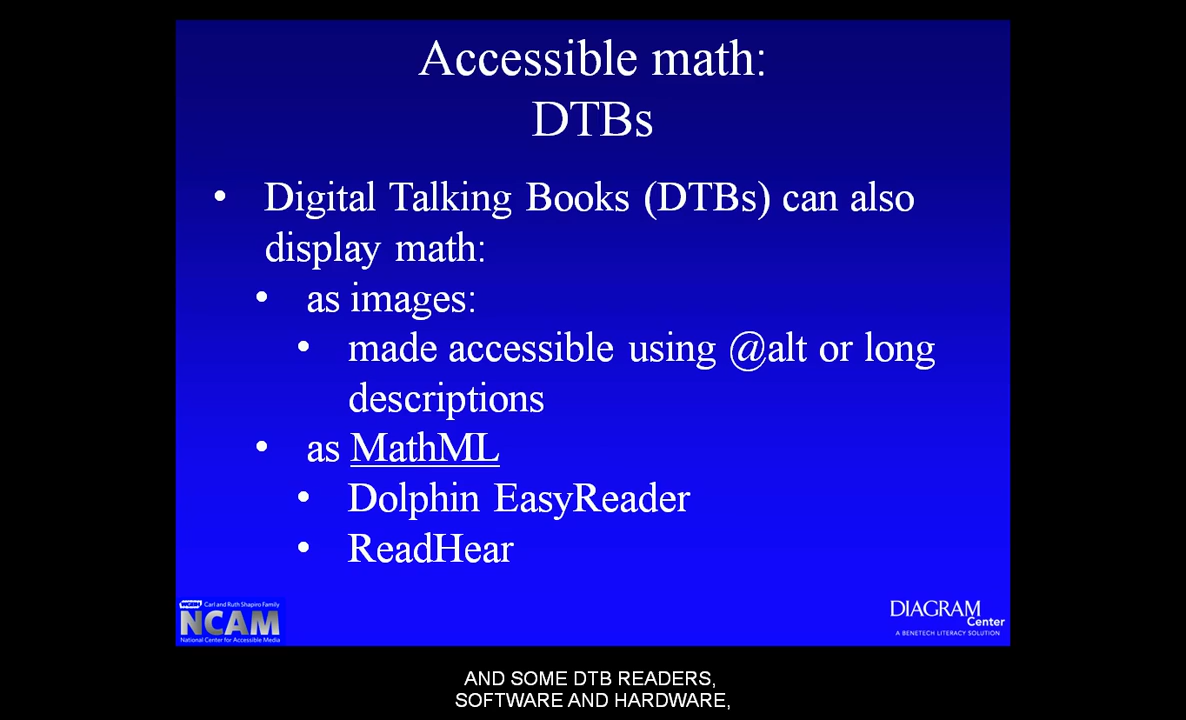 Accessible math:
DTBs
• Digital Talking Books (DTBs) can also
display math:
• as images:
• made accessible using @alt or long
descriptions
• as MathML
• Dolphin EasyReader
• ReadHear
WGBH Carl and Ruth Shapiro Family
NCAM
National Center for Accessible Media
DIAGRAM
Center
A BENETECH LITERACY SOLUTION
AND SOME DTB READERS,
SOFTWARE AND HARDWARE,